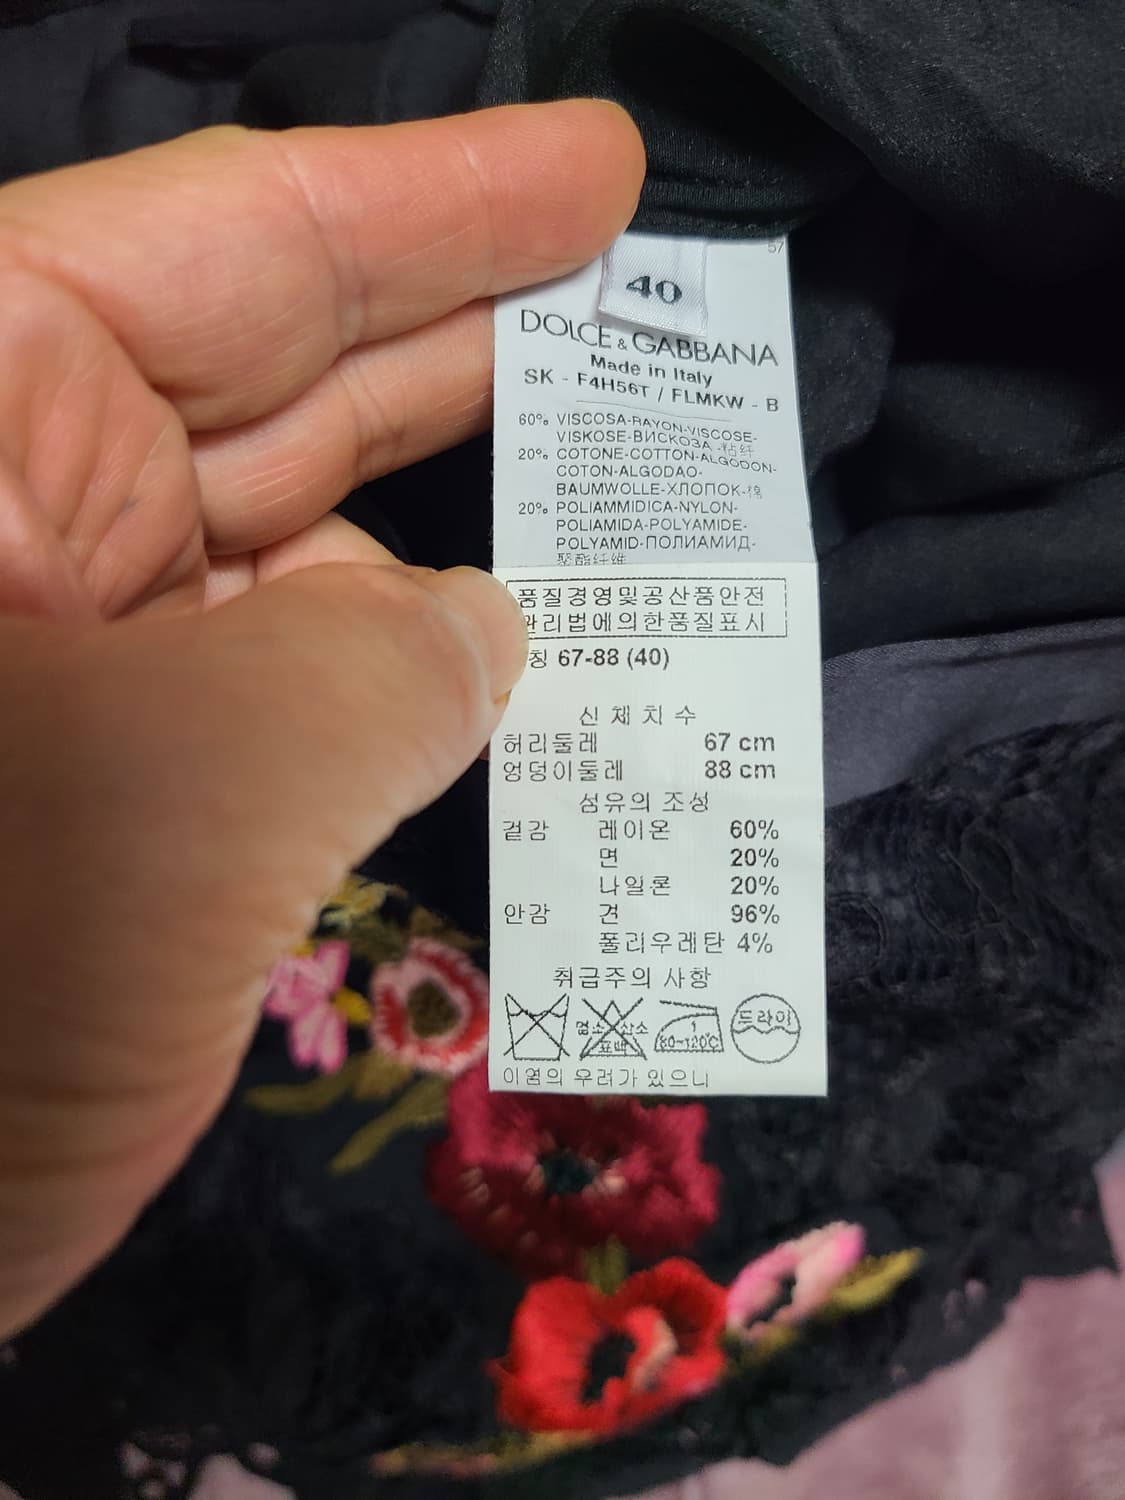 57
40
DOLCE & GABBANA
Made in Italy
SK - F4H56T / FLMKW - B
60% VISCOSA-RAYON-VISCOSE-
VISKOSE-ВИСКОЗА-粘纤
20% COTONE-COTTON-ALGODON-
COTON-ALGODAO-
BAUMWOLLE-ХЛОПОК-棉
20% POLIAMMIDICA-NYLON-
POLIAMIDA-POLYAMIDE-
POLYAMID-ПОЛИАМИД-
聚酯纤维
품질경영및공산품안전
관리법에의한품질표시
칭 67-88 (40)
신체치수
허리둘레 67 cm
엉덩이둘레 88 cm
섬유의 조성
겉감 레이온 60%
면 20%
나일론 20%
안감 견 96%
폴리우레탄 4%
취급주의 사항
염소 산소 표백
1 80~120℃
드라이
이염의 우려가 있으니